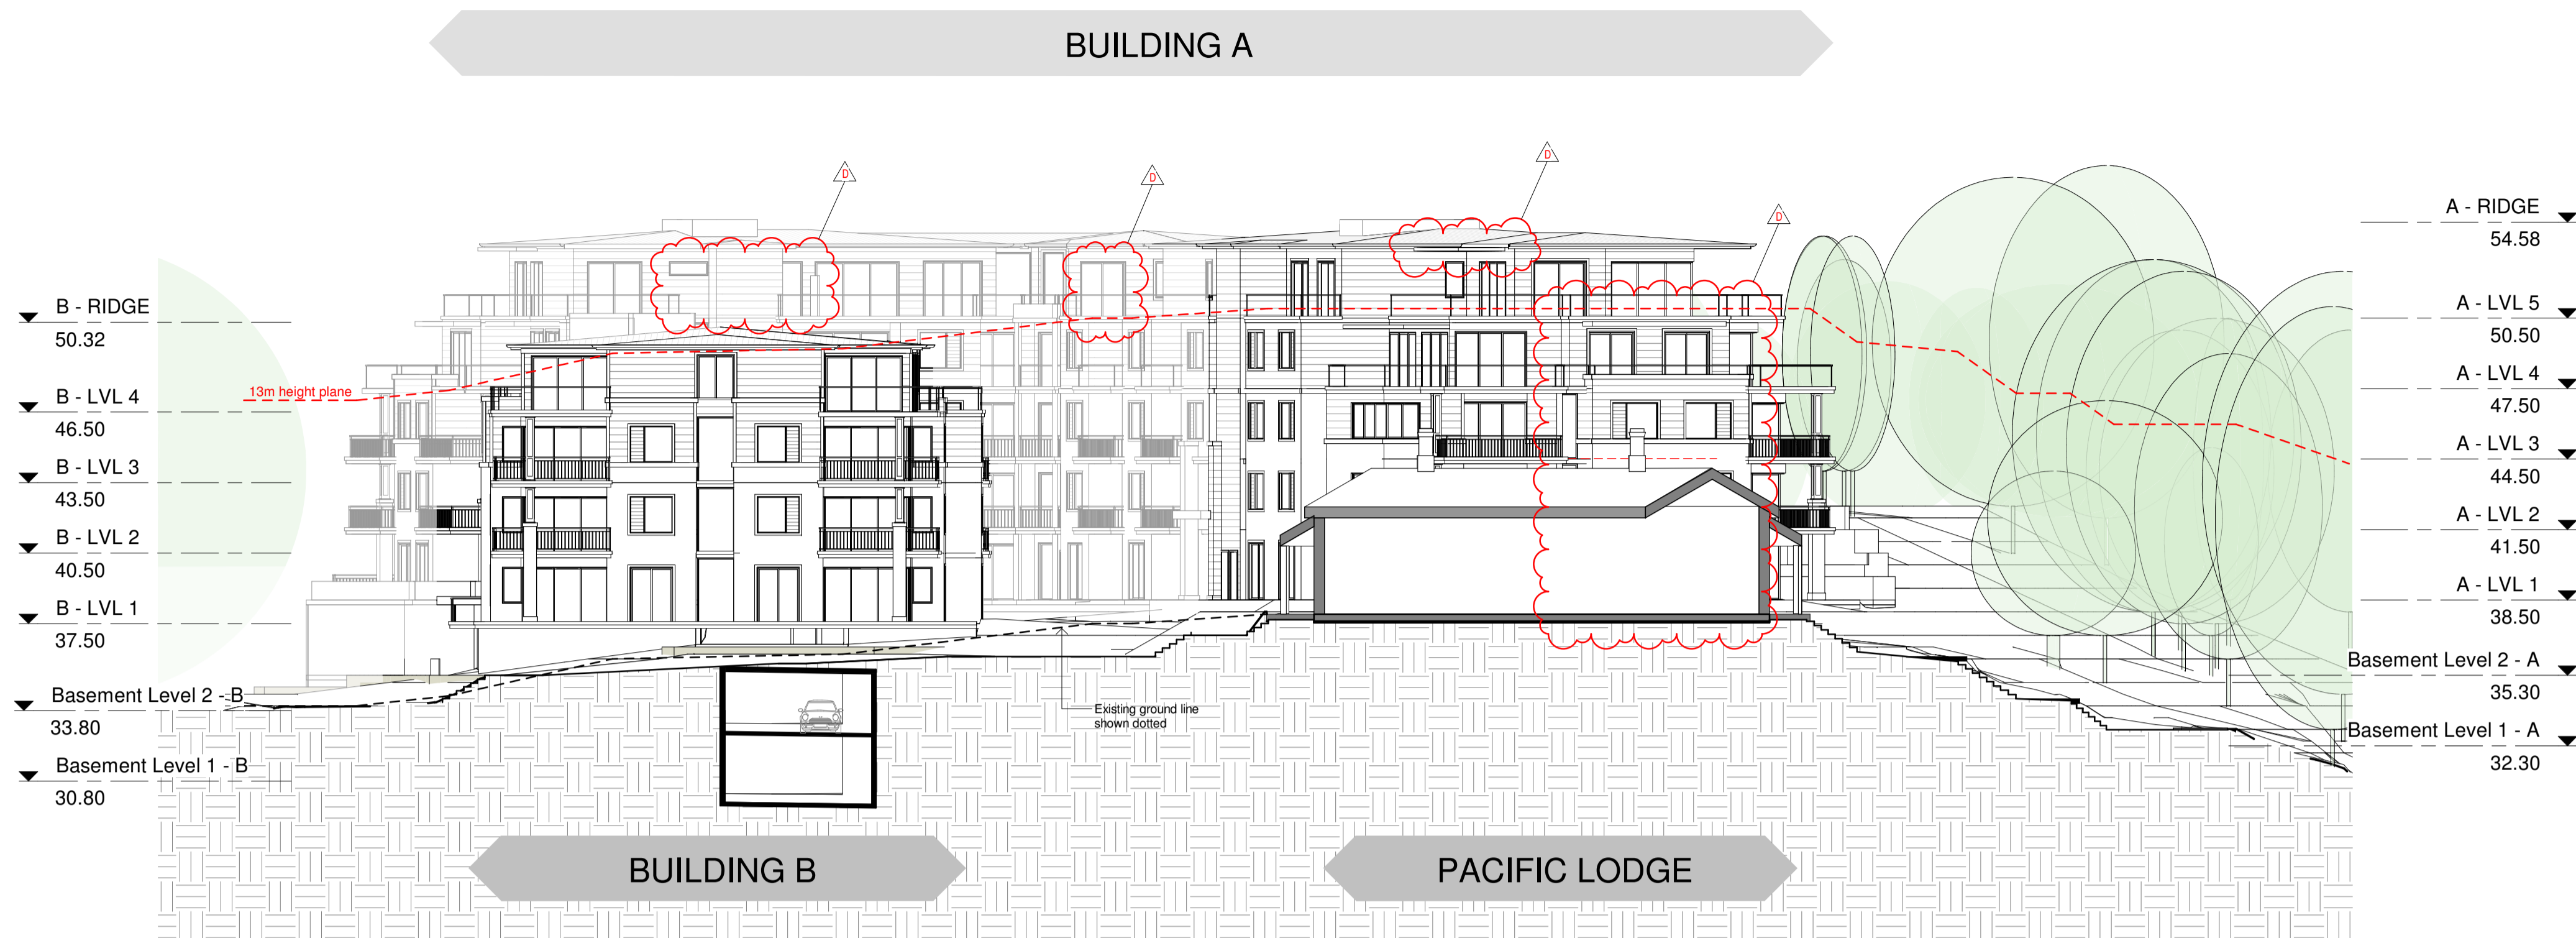 BUILDING A
D
D
D
D
B - RIDGE
50.32
13m height plane
B - LVL 4
46.50
B - LVL 3
43.50
B - LVL 2
40.50
B - LVL 1
37.50
Basement Level 2 - B
33.80
Basement Level 1 - B
30.80
Existing ground line
shown dotted
A - RIDGE
54.58
A - LVL 5
50.50
A - LVL 4
47.50
A - LVL 3
44.50
A - LVL 2
41.50
A - LVL 1
38.50
Basement Level 2 - A
35.30
Basement Level 1 - A
32.30
BUILDING B
PACIFIC LODGE